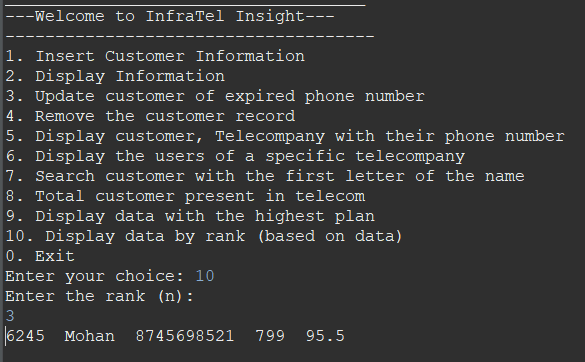 ---Welcome to InfraTel Insight---
-------------------------------------
1. Insert Customer Information
2. Display Information
3. Update customer of expired phone number
4. Remove the customer record
5. Display customer, Telecompany with their phone number
6. Display the users of a specific telecompany
7. Search customer with the first letter of the name
8. Total customer present in telecom
9. Display data with the highest plan
10. Display data by rank (based on data)
0. Exit
Enter your choice: 10
Enter the rank (n):
3
6245  Mohan  8745698521  799  95.5